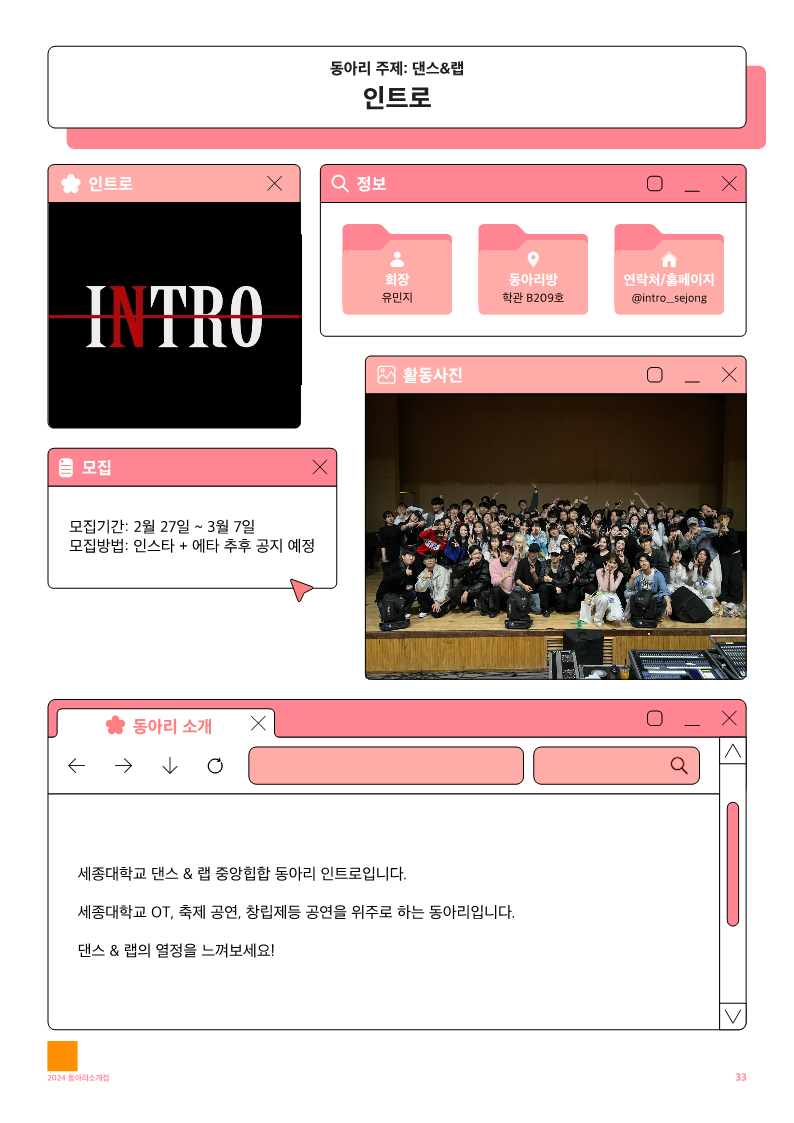 동아리 주제: 댄스&랩
인트로
인트로
INTRO
정보
회장
유민지
동아리방
학관 B209호
연락처/홈페이지
@intro_sejong
활동사진
모집
모집기간: 2월 27일 ~ 3월 7일
모집방법: 인스타 + 에타 추후 공지 예정
동아리 소개
세종대학교 댄스 & 랩 중앙힙합 동아리 인트로입니다.
세종대학교 OT, 축제 공연, 창립제등 공연을 위주로 하는 동아리입니다.
댄스 & 랩의 열정을 느껴보세요!
2024 동아리소개집
33